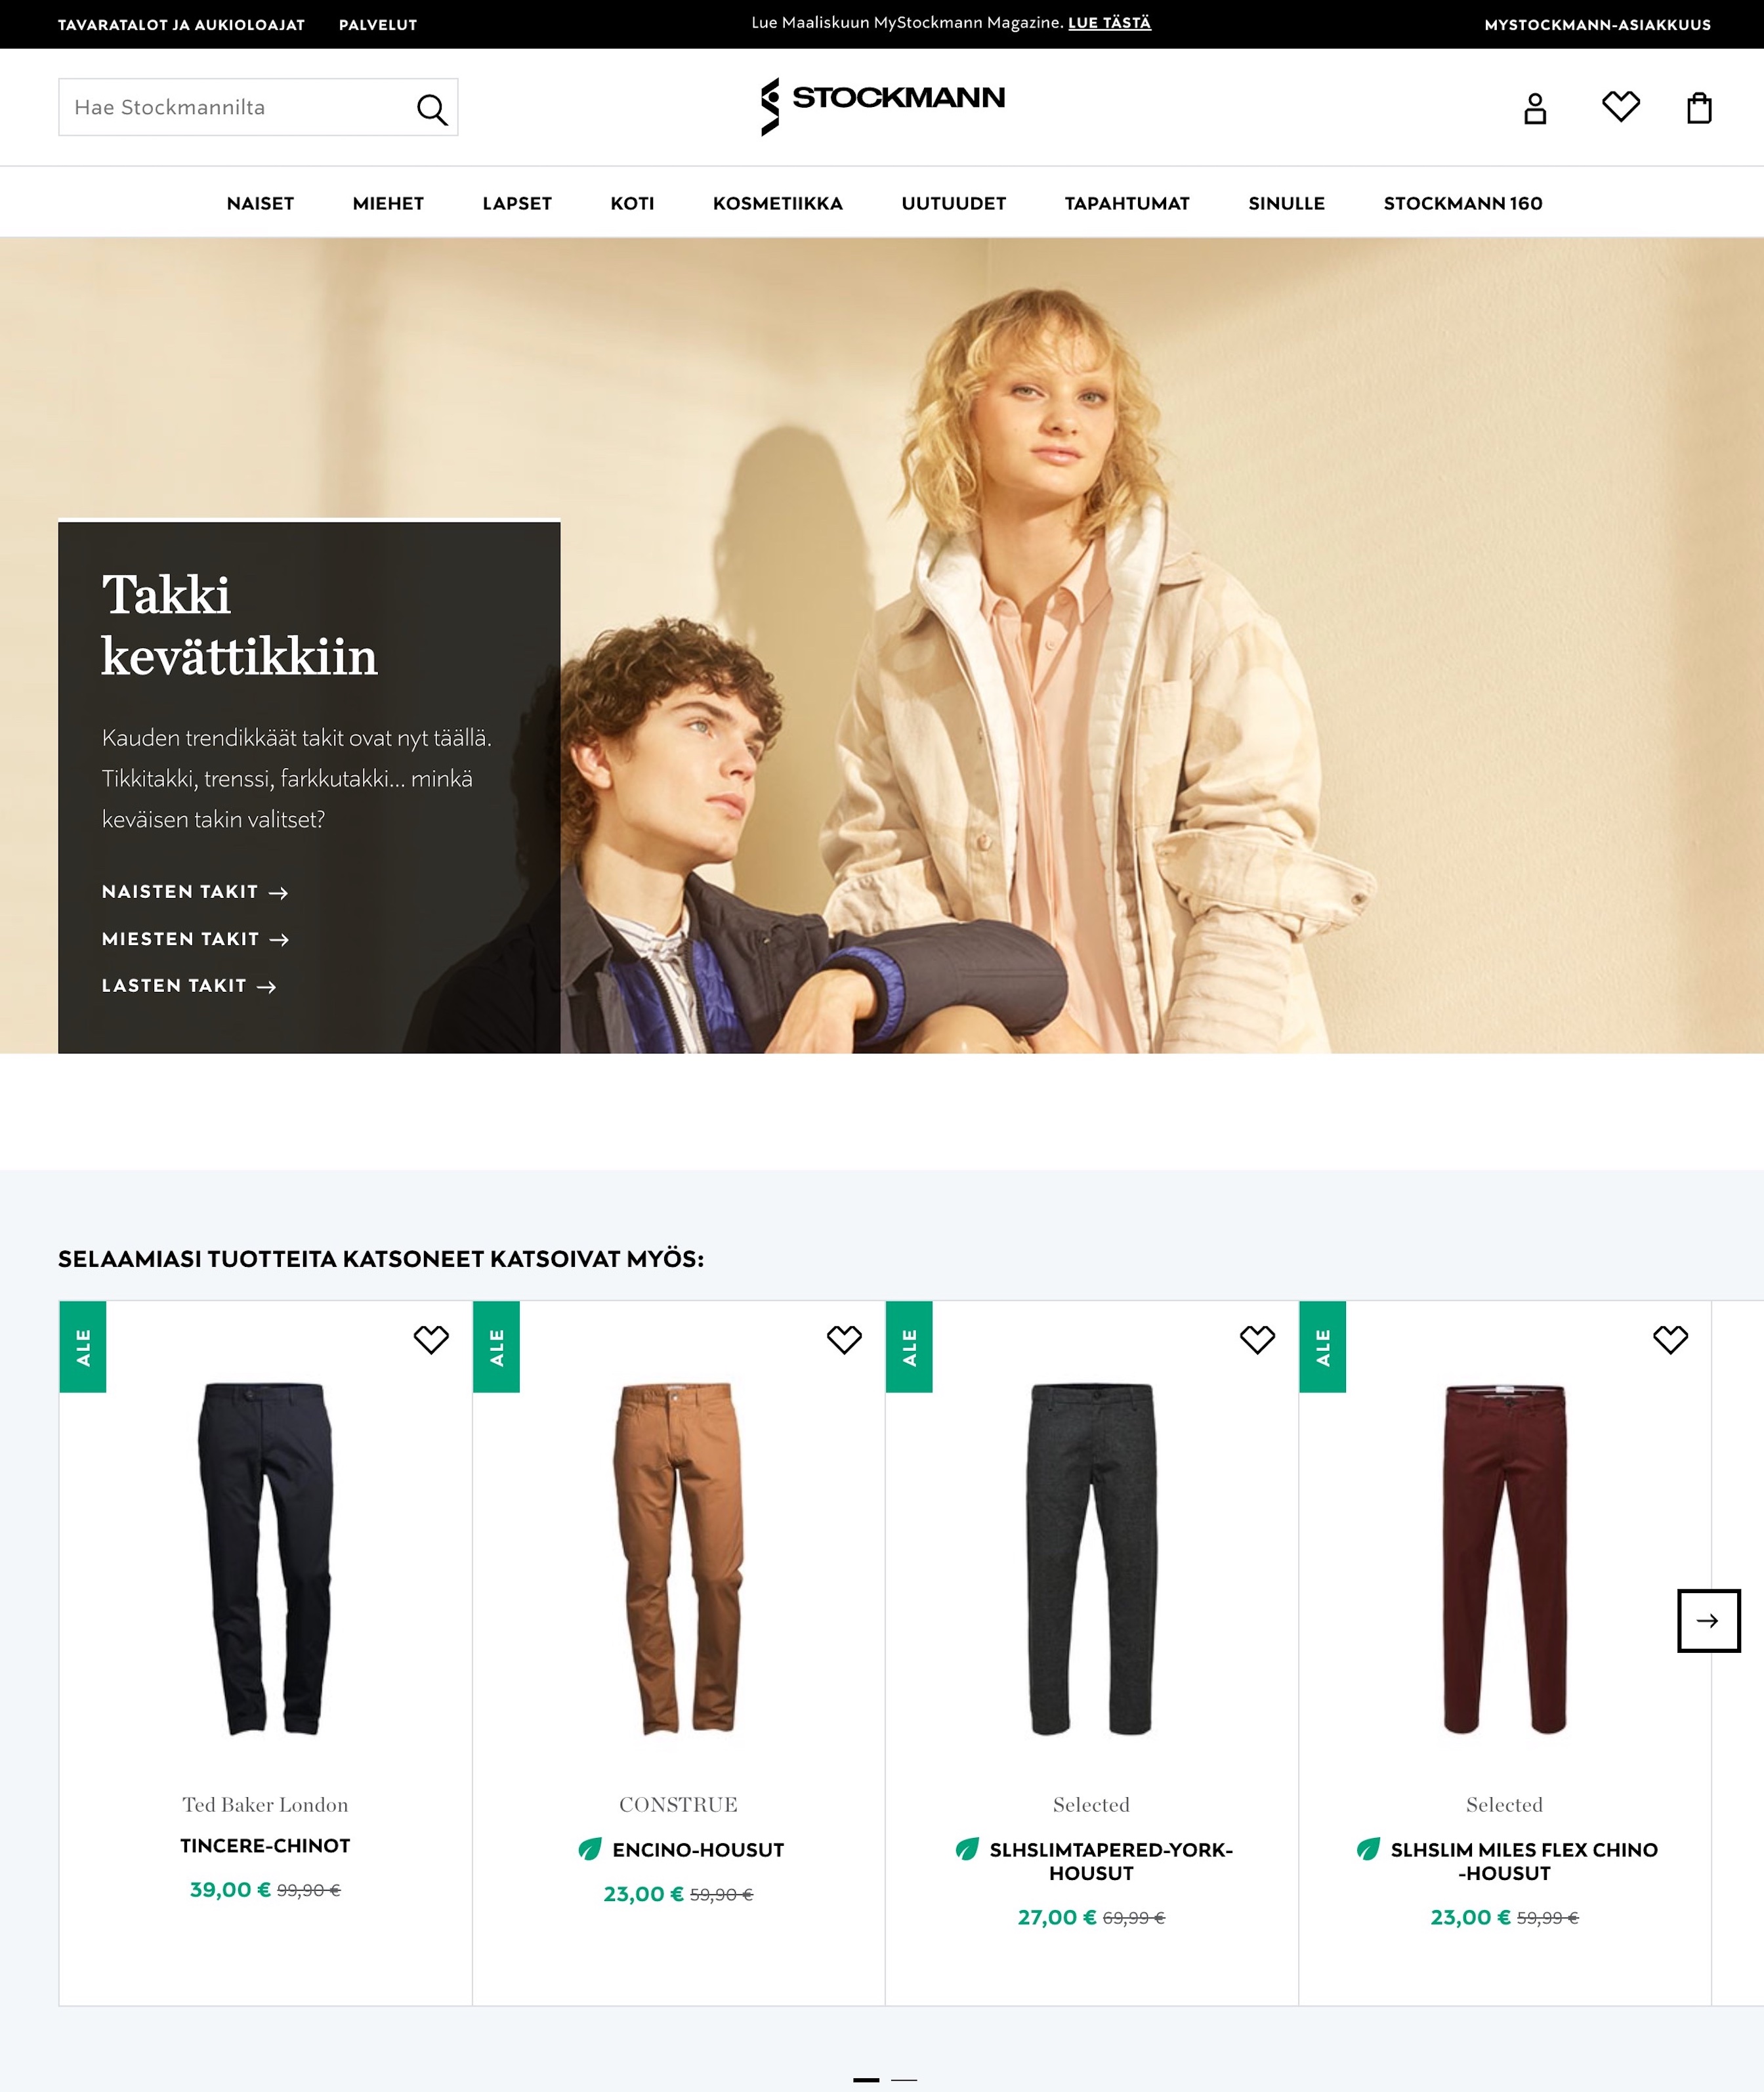 TAVARATALOT JA AUKIOLOAJAT
PALVELUT
Lue Maaliskuun MyStockmann Magazine. LUE TÄSTÄ
MYSTOCKMANN-ASIAKKUUS
Hae Stockmannilta
STOCKMANN
NAISET
MIEHET
LAPSET
KOTI
KOSMETIIKKA
UUTUUDET
TAPAHTUMAT
SINULLE
STOCKMANN 160
Takki
kevättikkiin
Kauden trendikkäät takit ovat nyt täällä.
Tikkitakki, trenssi, farkkutakki... minkä
keväisen takin valitset?
NAISTEN TAKIT →
MIESTEN TAKIT →
LASTEN TAKIT →
SELAAMIASI TUOTTEITA KATSONEET KATSOIVAT MYÖS:
ALE
Ted Baker London
TINCERE-CHINOT
39,00 € 99,90 €
ALE
CONSTRUE
ENCINO-HOUSUT
23,00 € 59,90 €
ALE
Selected
SLHSLIMTAPERED-YORK-
HOUSUT
27,00 € 69,99 €
ALE
Selected
SLHSLIM MILES FLEX CHINO
-HOUSUT
23,00 € 59,99 €